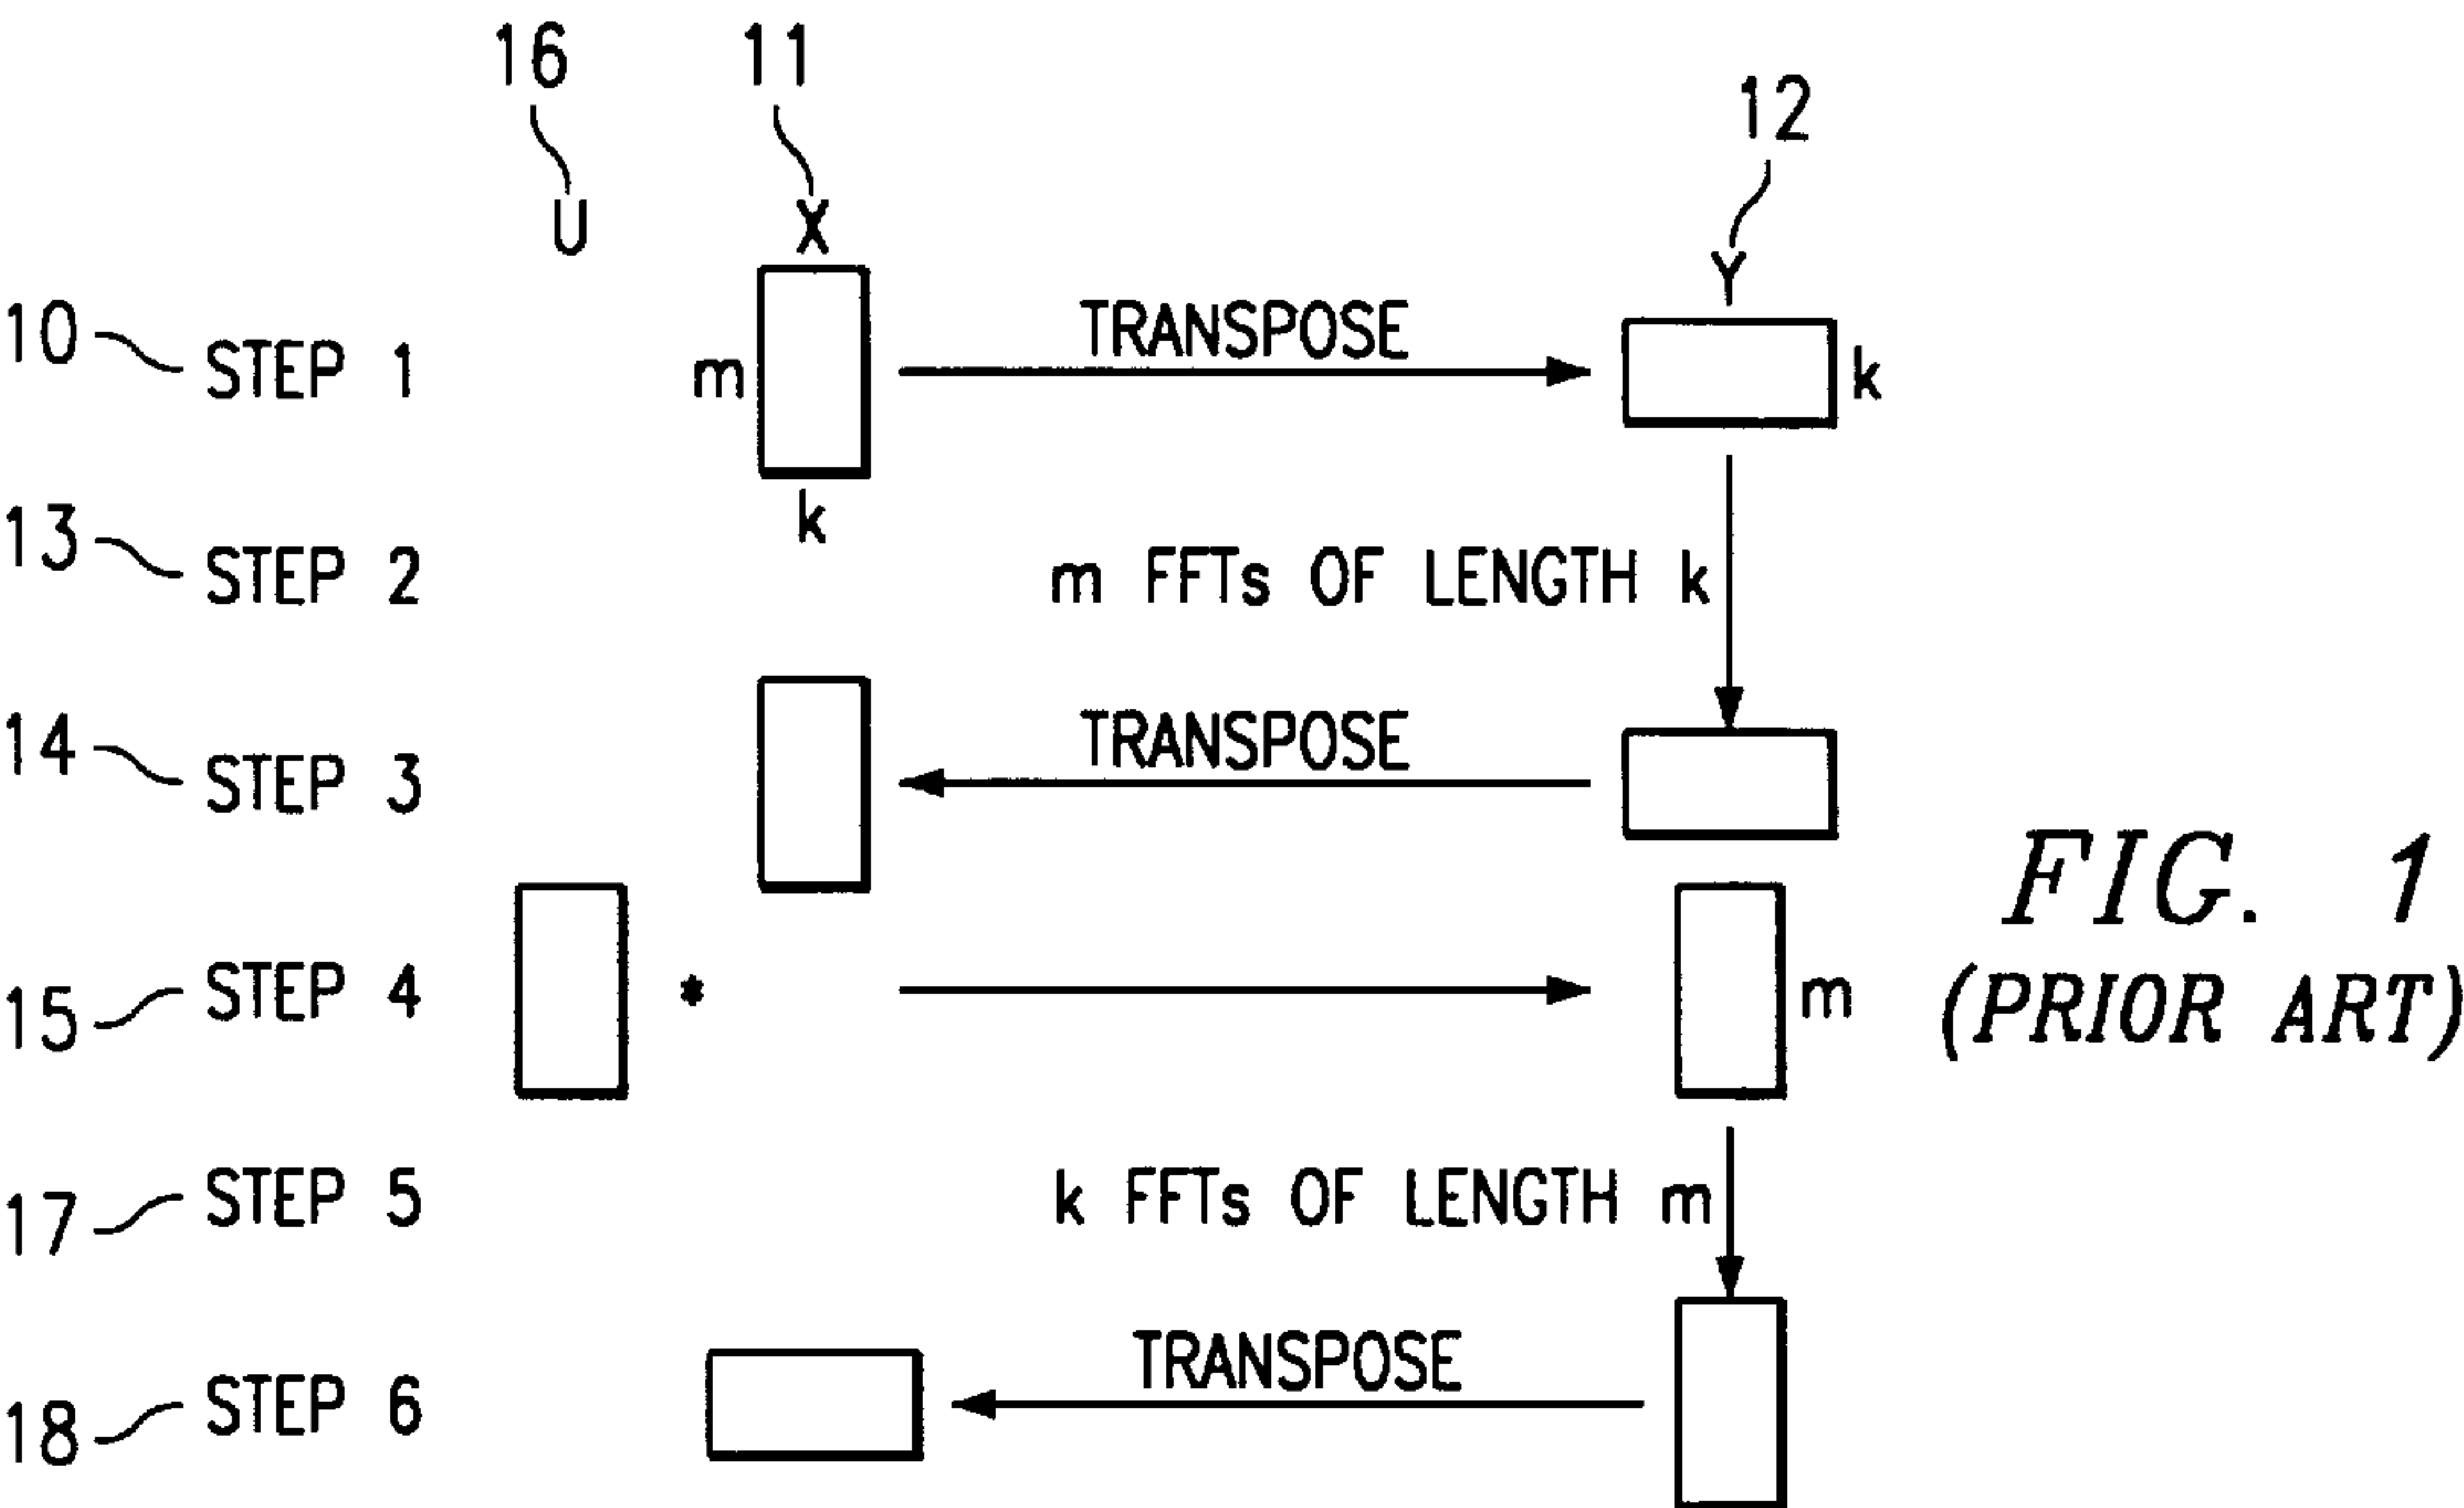 16 11 12
U X Y
10 STEP 1 m TRANSPOSE k
k
13 STEP 2 m FFTs OF LENGTH k
14 STEP 3 TRANSPOSE
15 STEP 4 * m
17 STEP 5 k FFTs OF LENGTH m
18 STEP 6 TRANSPOSE
FIG. 1
(PRIOR ART)